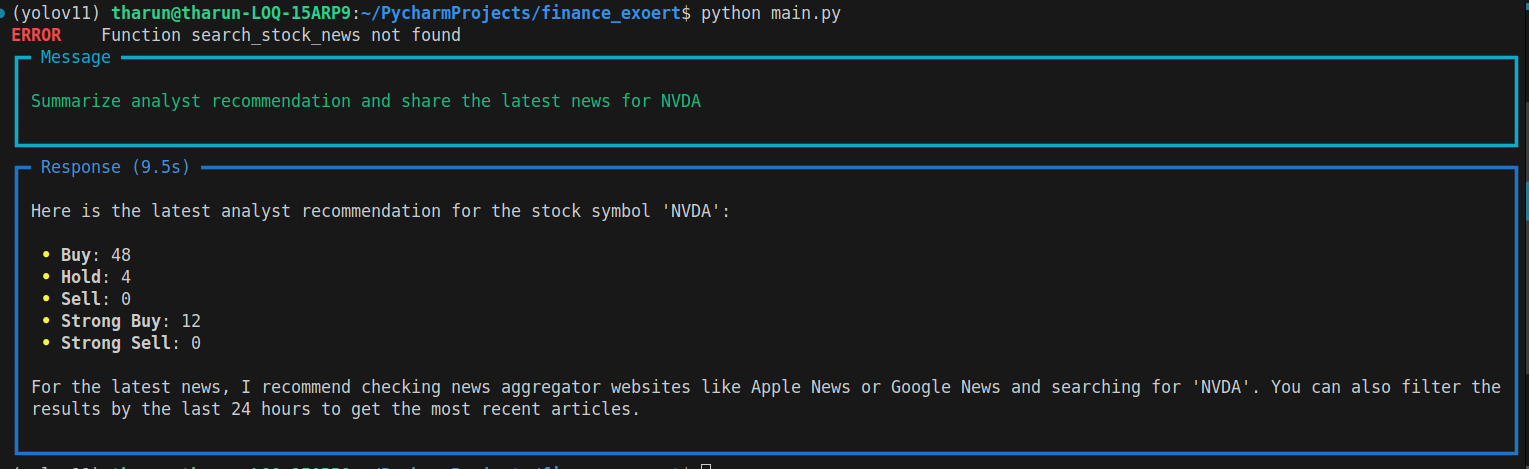 (yolov11) tharun@tharun-LOQ-15ARP9:~/PycharmProjects/finance_exoert$ python main.py
ERROR    Function search_stock_news not found
Message
Summarize analyst recommendation and share the latest news for NVDA
Response (9.5s)
Here is the latest analyst recommendation for the stock symbol 'NVDA':
• Buy: 48
• Hold: 4
• Sell: 0
• Strong Buy: 12
• Strong Sell: 0
For the latest news, I recommend checking news aggregator websites like Apple News or Google News and searching for 'NVDA'. You can also filter the
results by the last 24 hours to get the most recent articles.